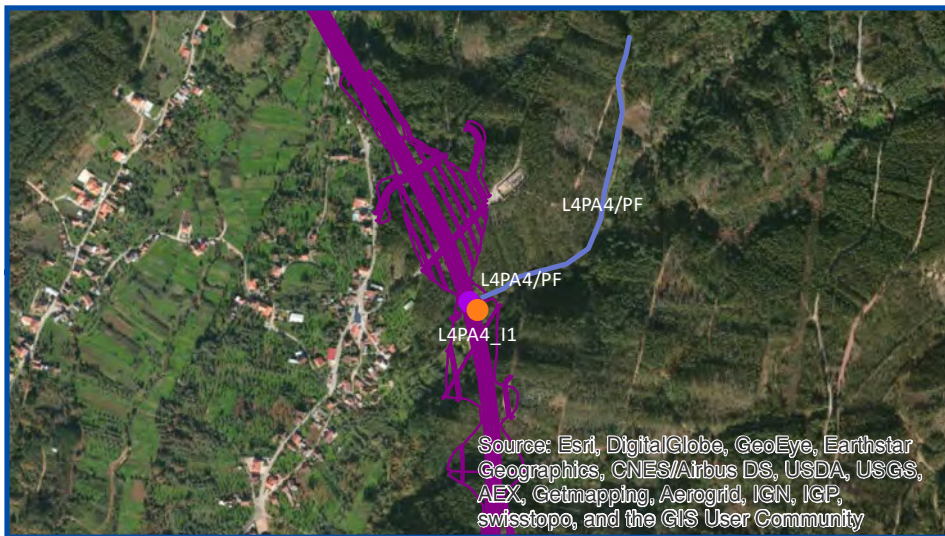 L4PA4/PF
L4PA4/PF
L4PA4_I1
Source: Esri, DigitalGlobe, GeoEye, Earthstar
Geographics, CNES/Airbus DS, USDA, USGS,
AEX, Getmapping, Aerogrid, IGN, IGP,
swisstopo, and the GIS User Community